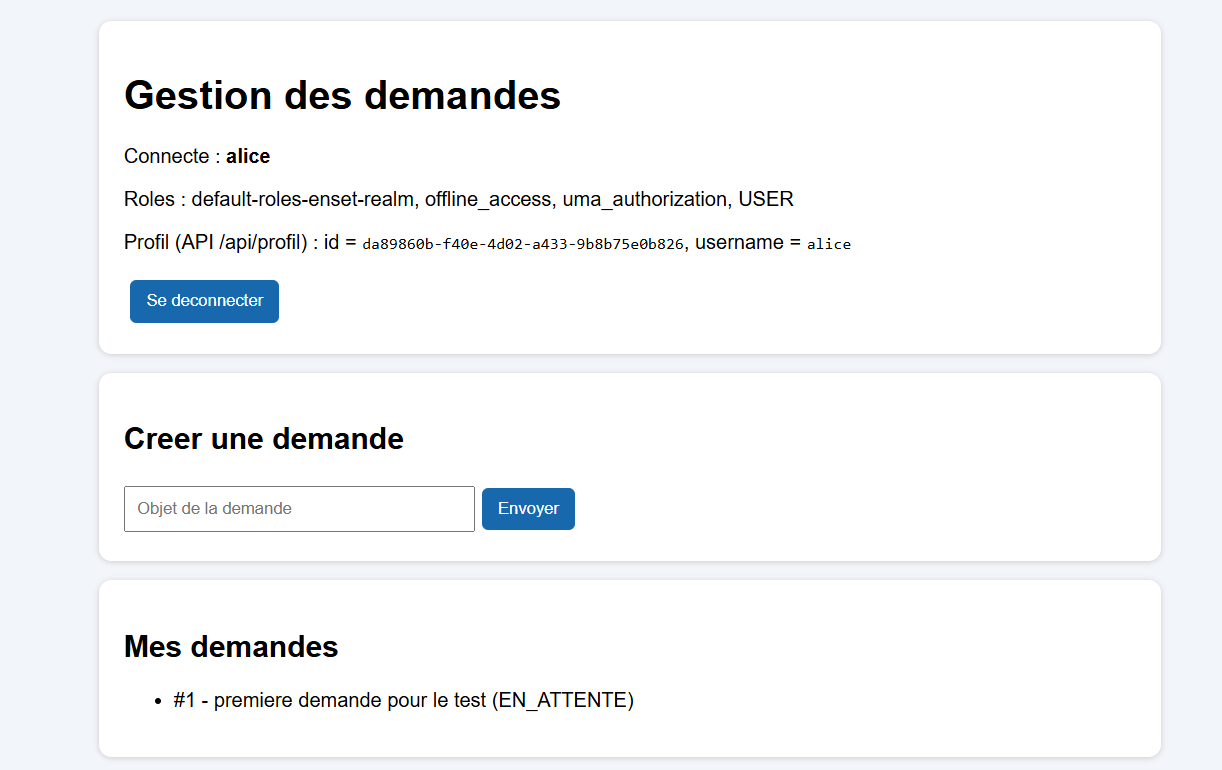 Gestion des demandes
Connecte : alice
Roles : default-roles-enset-realm, offline_access, uma_authorization, USER
Profil (API /api/profil) : id = da89860b-f40e-4d02-a433-9b8b75e0b826, username = alice
Se deconnecter
Creer une demande
Objet de la demande
Envoyer
Mes demandes
#1 - premiere demande pour le test (EN_ATTENTE)